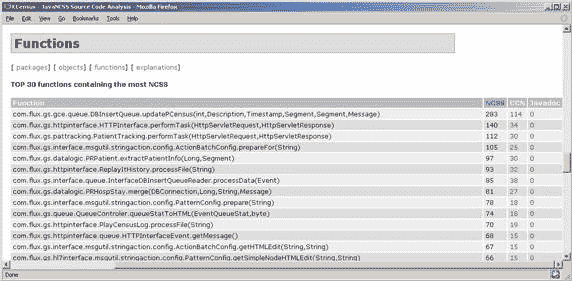 XCensus - JavaNCSS Source Code Analysis - Mozilla Firefox
File Edit View Go Bookmarks Tools Help
Functions
[ packages] [ objects] [ functions] [ explanations]
TOP 30 functions containing the most NCSS
Function NCSS CCN Javadoc
com.flux.gs.gce.queue.DBInsertQueue.updatePCensus(int,Description,Timestamp,Segment,Segment,Message) 283 114 0
com.flux.gs.httpinterface.HTTPInterface.performTask(HttpServletRequest,HttpServletResponse) 140 34 0
com.flux.gs.pattracking.PatientTracking.performTask(HttpServletRequest,HttpServletResponse) 112 30 0
com.flux.gs.interface.msgutil.stringaction.config.ActionBatchConfig.prepareFor(String) 105 25 0
com.flux.gs.datalogic.PRPatient.extractPatientInfo(Long,Segment) 97 30 0
com.flux.gs.httpinterface.ReplayItHistory.processFile(String) 93 32 0
com.flux.gs.interface.queue.InterfaceDBInsertQueueReader.processData(Event) 85 38 0
com.flux.gs.datalogic.PRHospStay.merge(DBConnection,Long,String,Message) 81 27 0
com.flux.gs.interface.msgutil.stringaction.config.PatternConfig.prepare(String) 78 18 0
com.flux.gs.queue.QueueControler.queueStatToHTML(EventQueueStat,byte) 74 18 0
com.flux.gs.httpinterface.PlayCensusLog.processFile(String) 70 19 0
com.flux.gs.interface.queue.HTTPInterfaceEvent.getMessage() 68 15 0
com.flux.gs.interface.msgutil.stringaction.config.ActionBatchConfig.getHTMLEdit(String,String) 67 15 0
com.flux.gs.hl7interface.msgutil.stringaction.config.PatternConfig.getSimpleNodeHTMLEdit(String,String) 66 15 0
Done